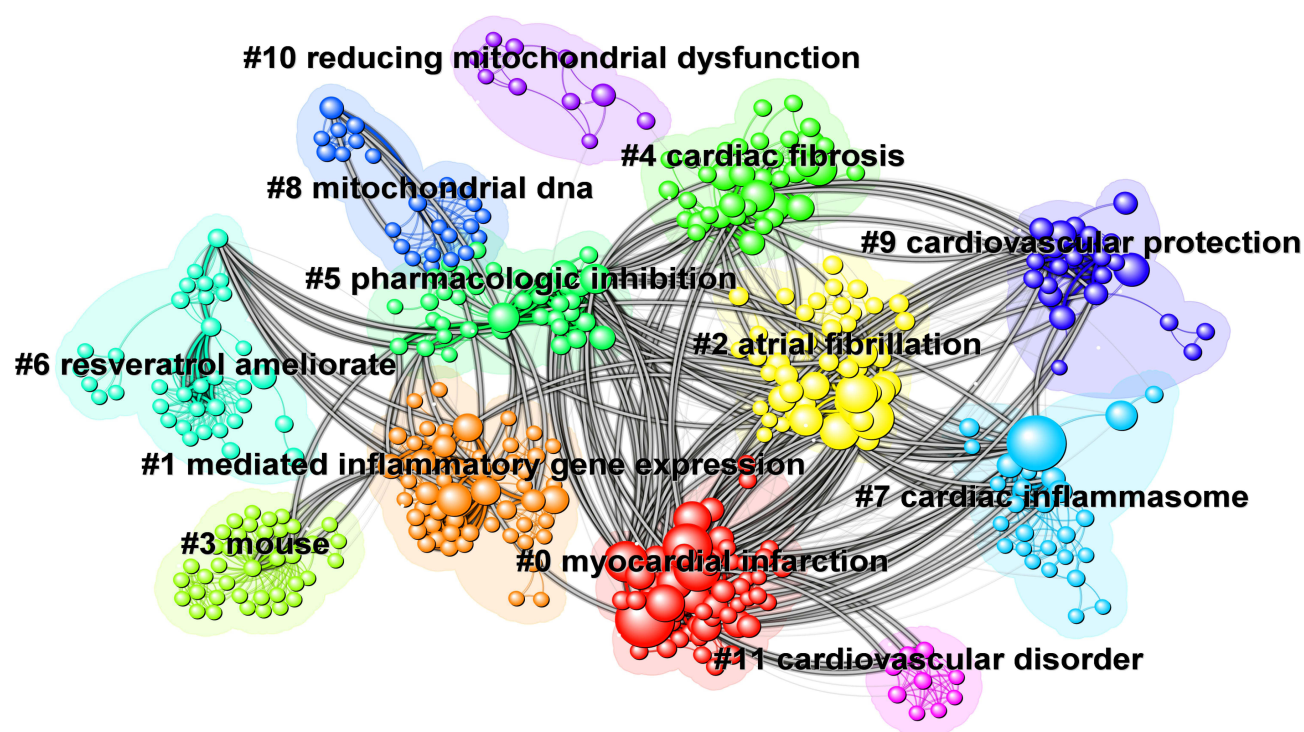 #10 reducing mitochondrial dysfunction
#4 cardiac fibrosis
#8 mitochondrial dna
#9 cardiovascular protection
#5 pharmacologic inhibition
#2 atrial fibrillation
#6 resveratrol ameliorate
#1 mediated inflammatory gene expression
#7 cardiac inflammasome
#3 mouse
#0 myocardial infarction
#11 cardiovascular disorder